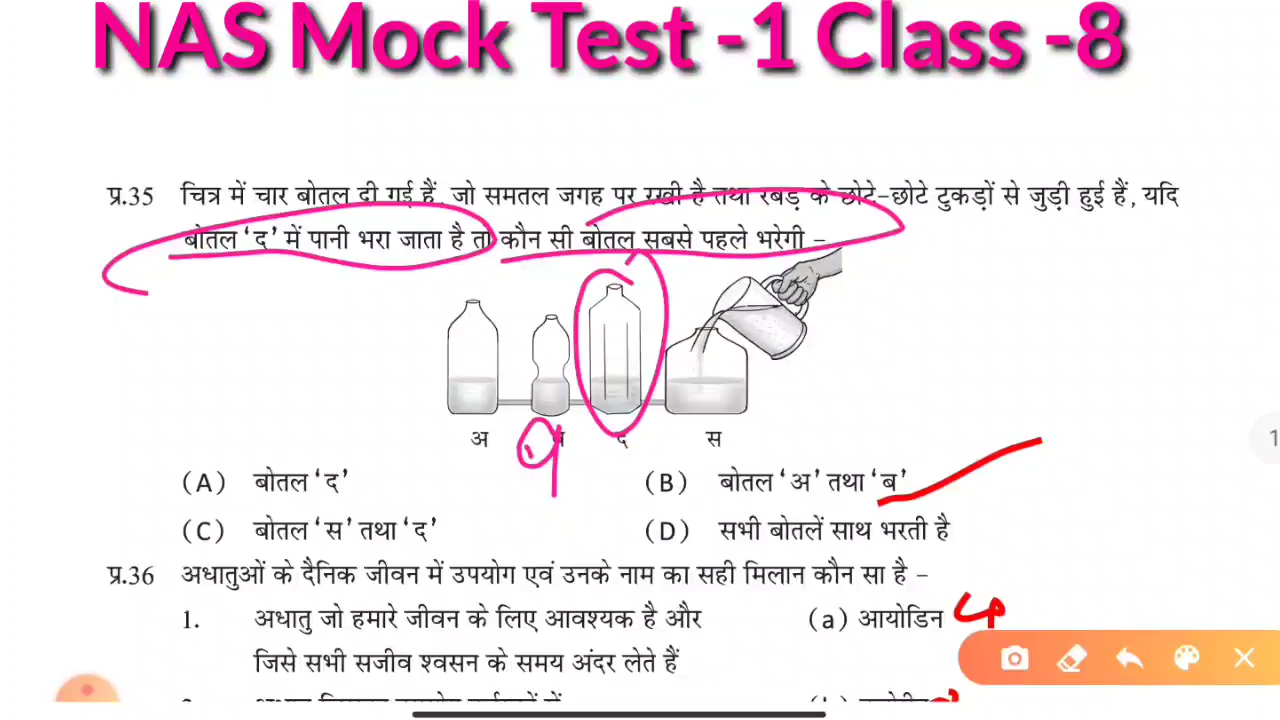 NAS Mock Test -1 Class -8
प्र.35 चित्र में चार बोतल दी गई हैं, जो समतल जगह पर रखी है तथा रबड़ के छोटे-छोटे टुकड़ों से जुड़ी हुई हैं, यदि
बोतल ‘द’ में पानी भरा जाता है तो कौन सी बोतल सबसे पहले भरेगी –
अ द स
(A) बोतल ‘द’ (B) बोतल ‘अ’ तथा ‘ब’
(C) बोतल ‘स’ तथा ‘द’ (D) सभी बोतलें साथ भरती है
प्र.36 अधातुओं के दैनिक जीवन में उपयोग एवं उनके नाम का सही मिलान कौन सा है –
1. अधातु जो हमारे जीवन के लिए आवश्यक है और (a) आयोडिन
जिसे सभी सजीव श्वसन के समय अंदर लेते हैं
1